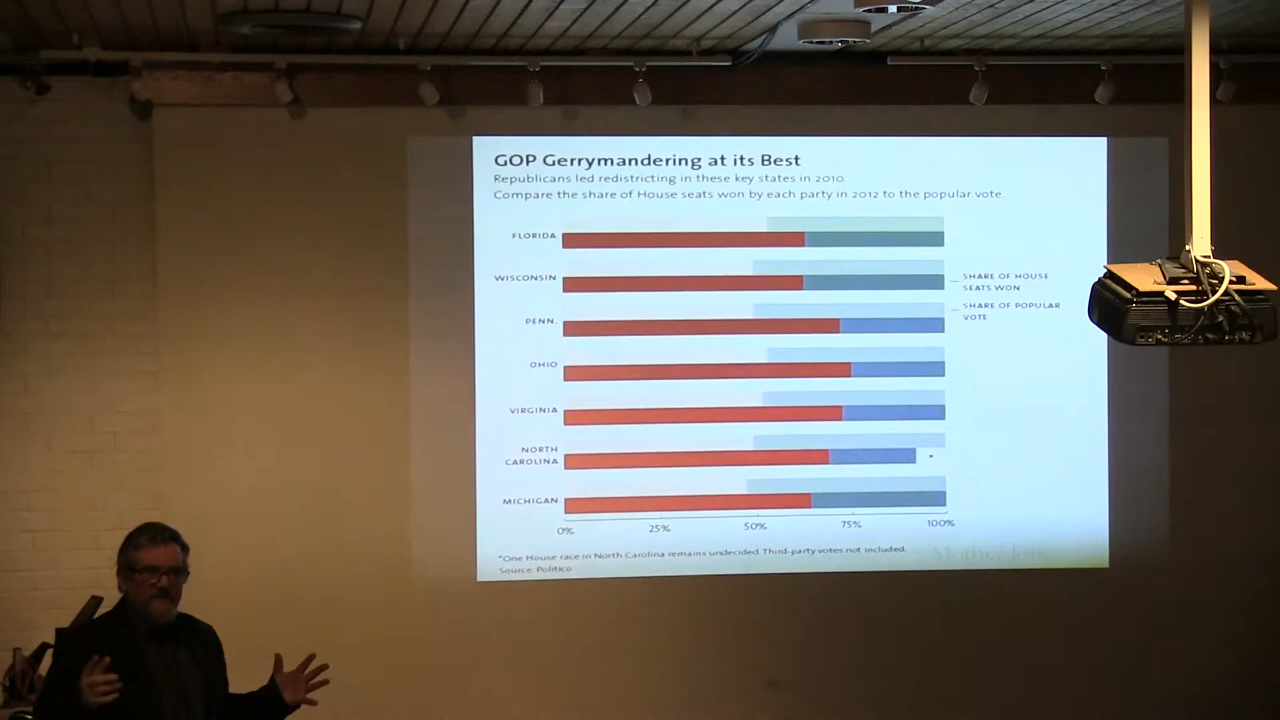 GOP Gerrymandering at its Best
Republicans led redistricting in these key states in 2010.
Compare the share of House seats won by each party in 2012 to the popular vote.
FLORIDA
WISCONSIN
SHARE OF HOUSE
SEATS WON
SHARE OF POPULAR
VOTE
PENN.
OHIO
VIRGINIA
NORTH
CAROLINA
*
MICHIGAN
0% 25% 50% 75% 100%
*One House race in North Carolina remains undecided. Third-party votes not included.
Source: Politico